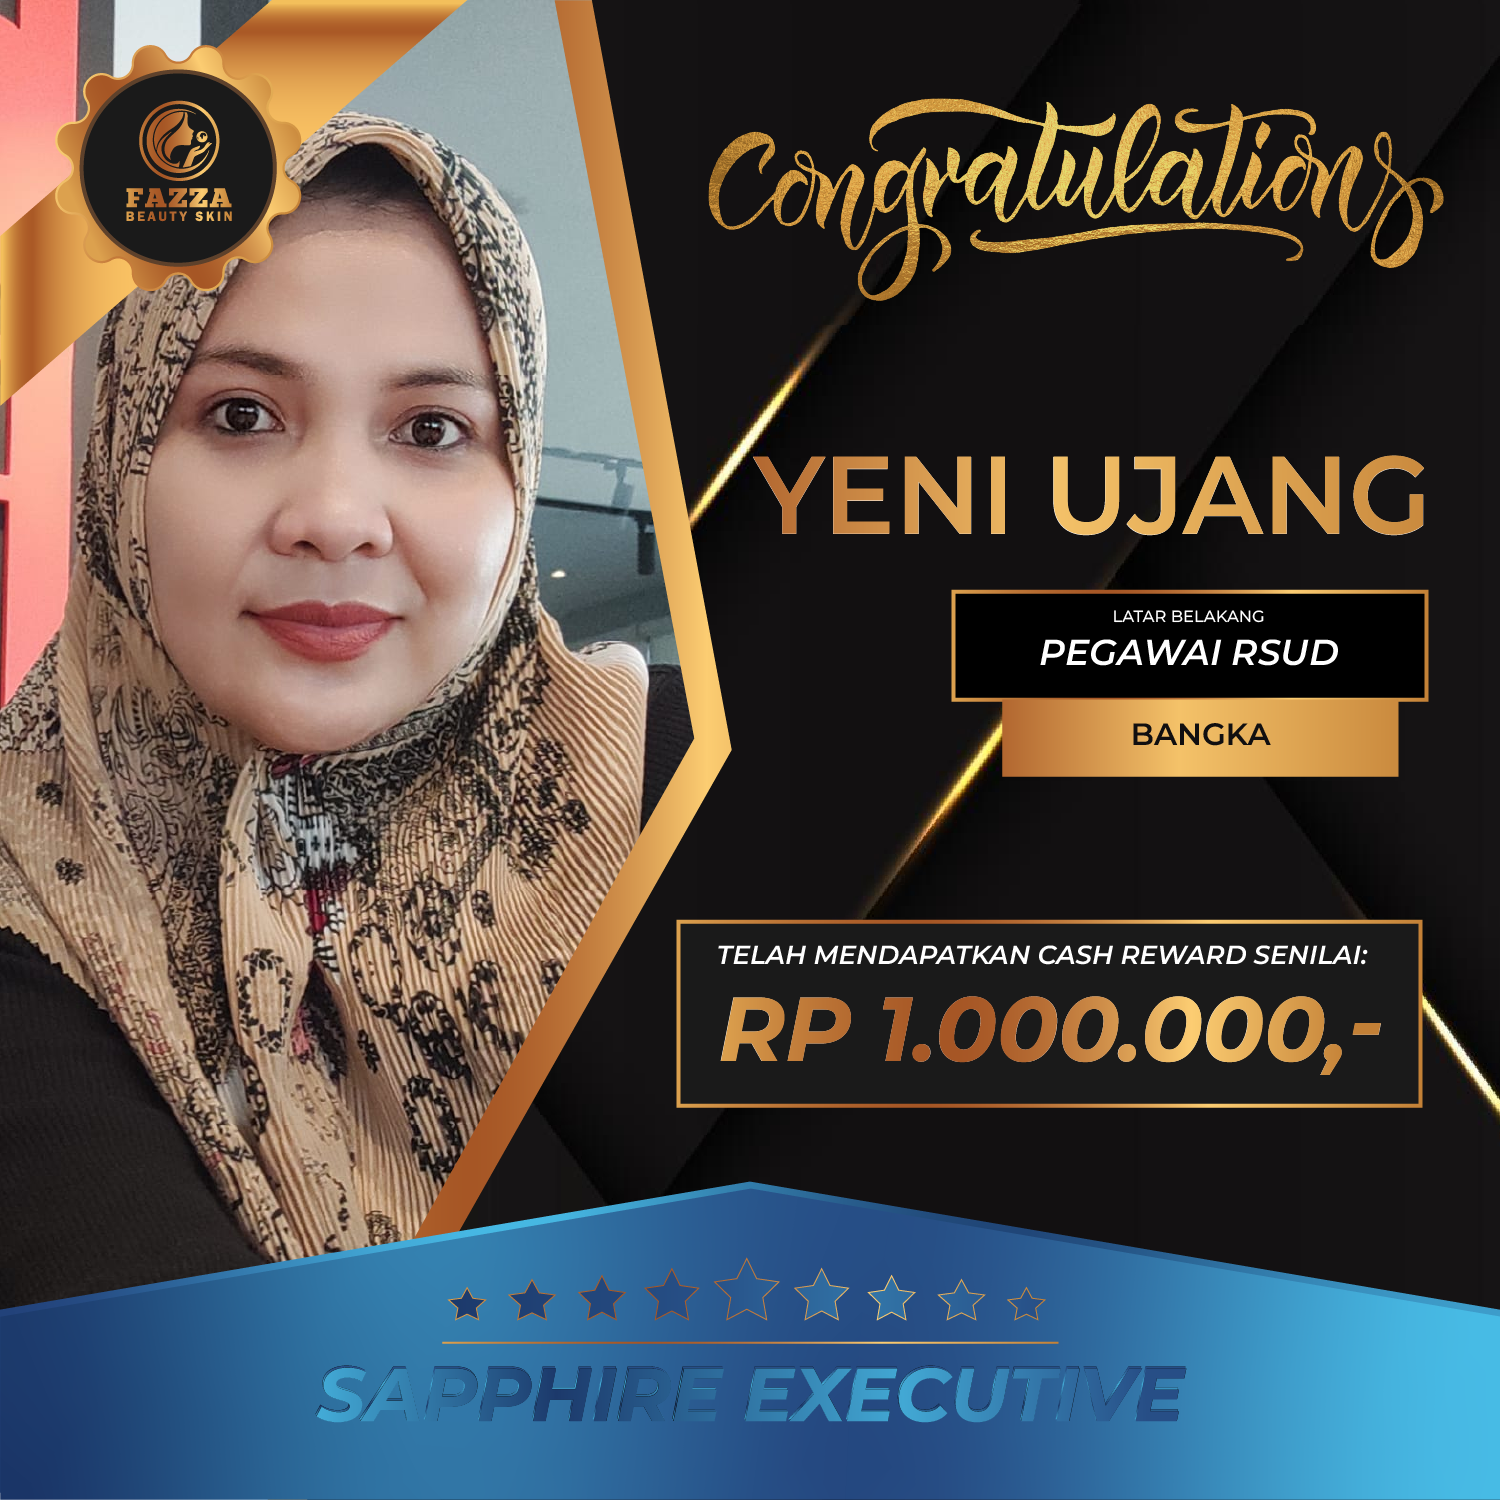 FAZZA
BEAUTY SKIN
Congratulations
YENI UJANG
LATAR BELAKANG
PEGAWAI RSUD
BANGKA
TELAH MENDAPATKAN CASH REWARD SENILAI:
RP 1.000.000,-
SAPPHIRE EXECUTIVE